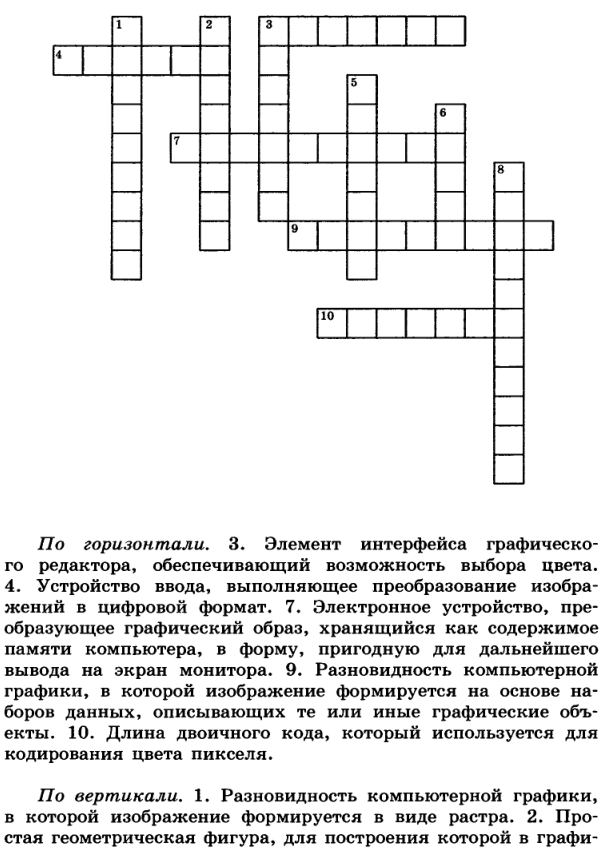 1
2
3
4
5
6
7
8
9
10
По горизонтали. 3. Элемент интерфейса графическо-
го редактора, обеспечивающий возможность выбора цвета.
4. Устройство ввода, выполняющее преобразование изобра-
жений в цифровой формат. 7. Электронное устройство, пре-
образующее графический образ, хранящийся как содержимое
памяти компьютера, в форму, пригодную для дальнейшего
вывода на экран монитора. 9. Разновидность компьютерной
графики, в которой изображение формируется на основе на-
боров данных, описывающих те или иные графические объ-
екты. 10. Длина двоичного кода, который используется для
кодирования цвета пикселя.
По вертикали. 1. Разновидность компьютерной графики,
в которой изображение формируется в виде растра. 2. Про-
стая геометрическая фигура, для построения которой в графи-